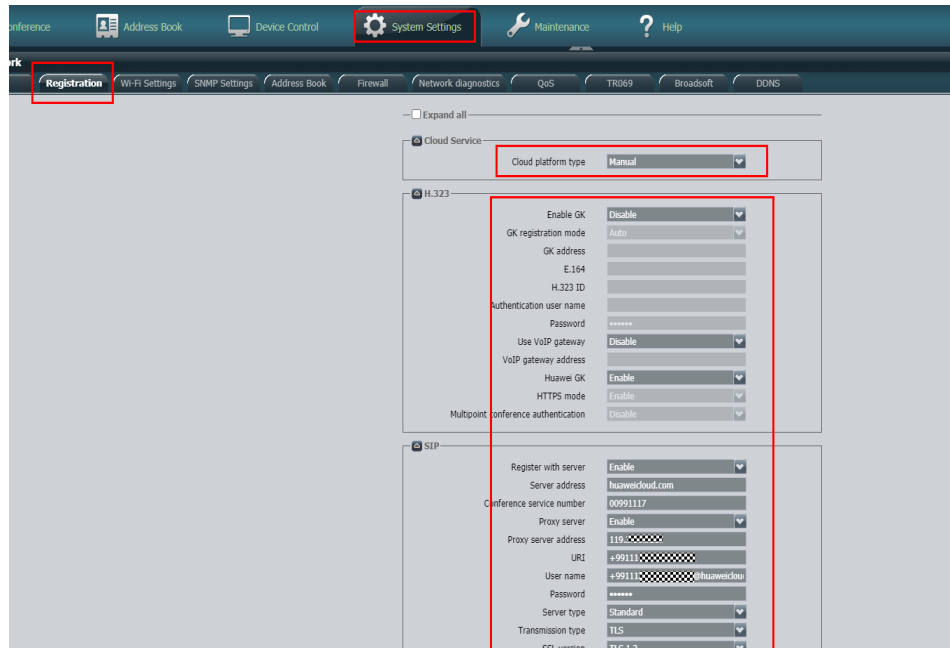 onference Address Book Device Control System Settings Maintenance ? Help
rk
Registration Wi-Fi Settings SNMP Settings Address Book Firewall Network diagnostics QoS TR069 Broadsoft DDNS
Expand all
Cloud Service
Cloud platform type Manual
H.323
Enable GK Disable
GK registration mode Auto
GK address
E.164
H.323 ID
Authentication user name
Password ••••••
Use VoIP gateway Disable
VoIP gateway address
Huawei GK Enable
HTTPS mode Enable
Multipoint conference authentication Disable
SIP
Register with server Enable
Server address huaweicloud.com
Conference service number 00991117
Proxy server Enable
Proxy server address 119.
URI +99111
User name +99111 @huaweiclou
Password ••••••
Server type Standard
Transmission type TLS
SSL version TLS 1.2